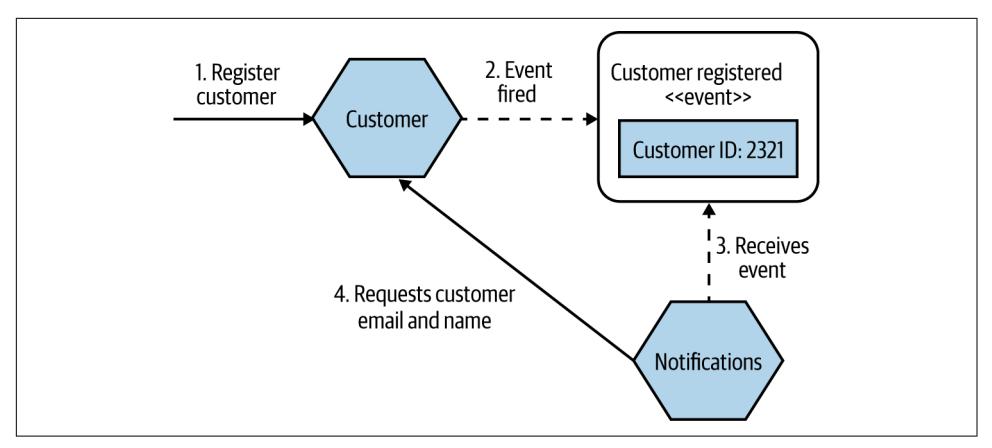 1. Register
customer
Customer
2. Event
fired
Customer registered
<<event>>
Customer ID: 2321
3. Receives
event
4. Requests customer
email and name
Notifications